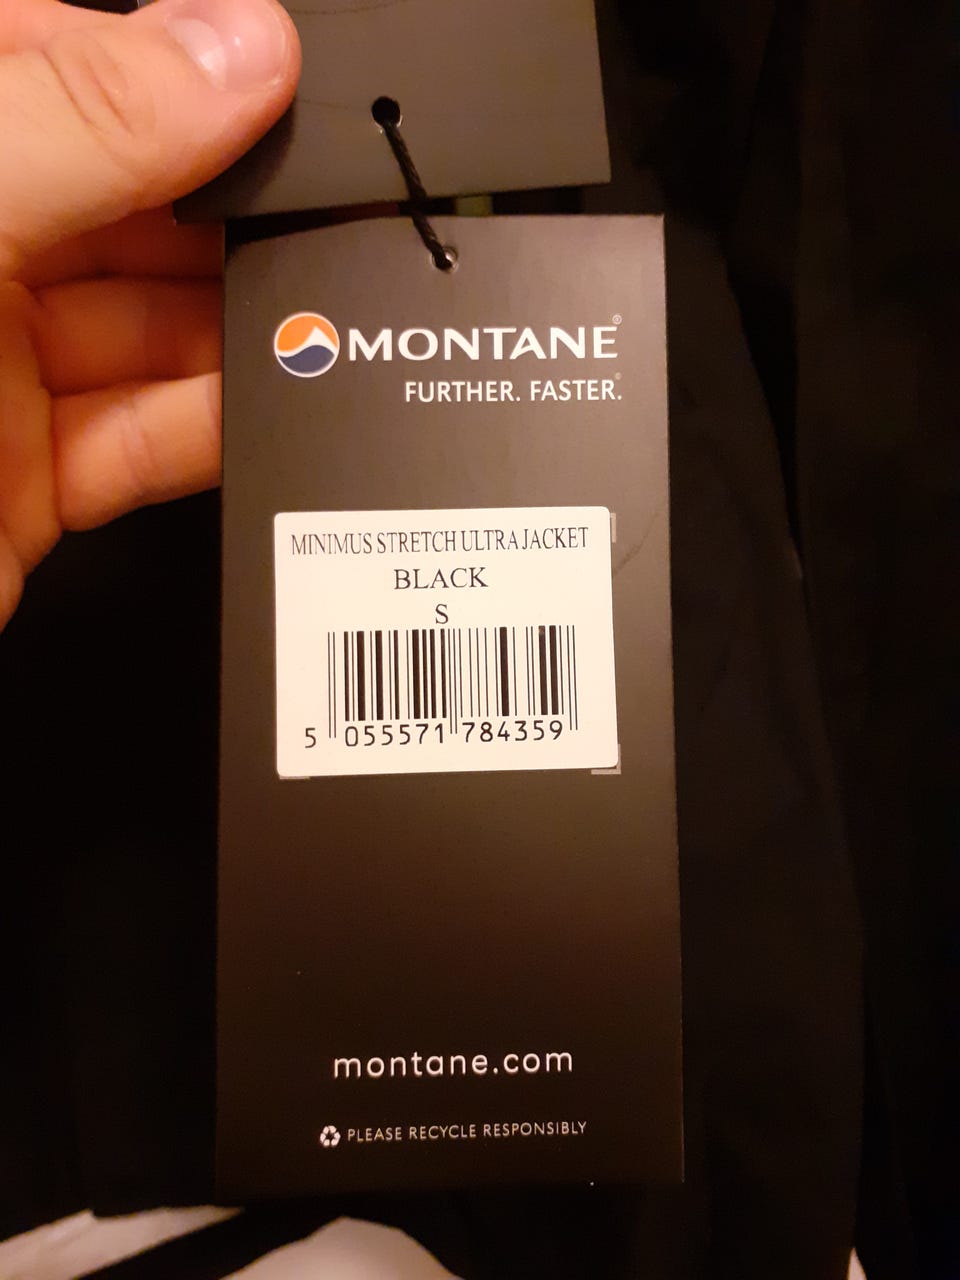 MONTANE®
FURTHER. FASTER.®
MINIMUS STRETCH ULTRA JACKET
BLACK
S
5 055571 784359
montane.com
PLEASE RECYCLE RESPONSIBLY